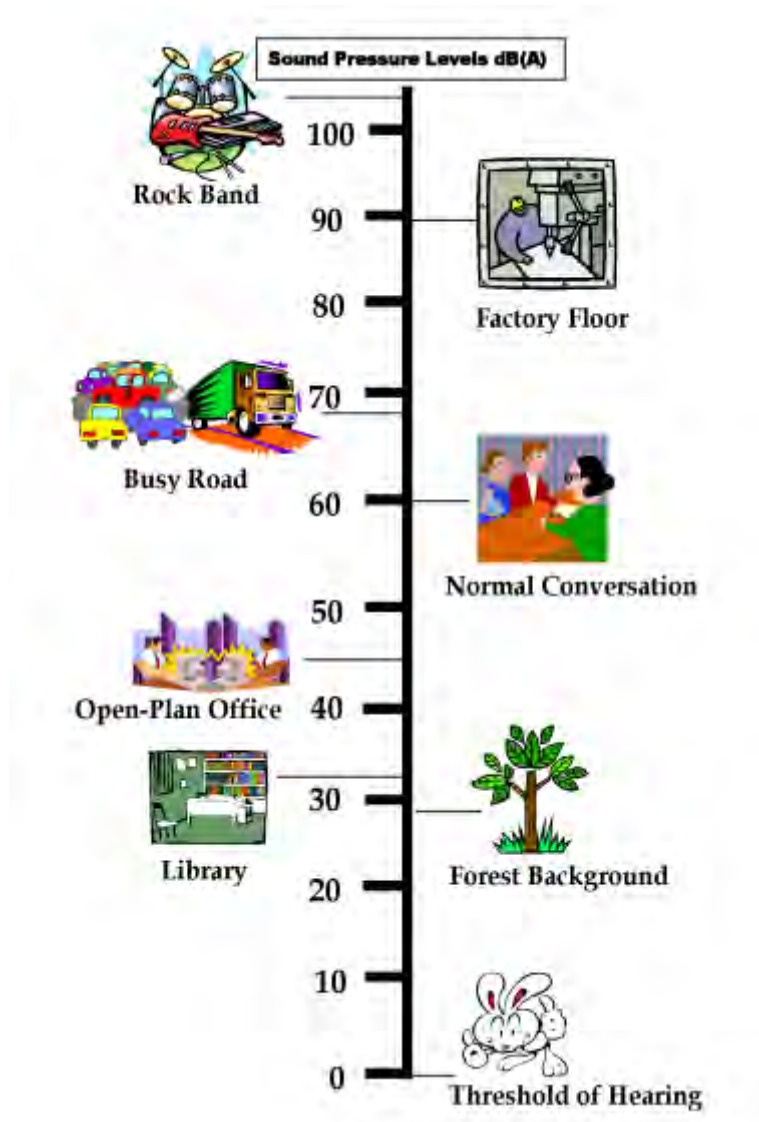 Sound Pressure Levels dB(A)
100
Rock Band
90
80
Factory Floor
70
Busy Road
60
Normal Conversation
50
Open-Plan Office
40
30
Library
Forest Background
20
10
0
Threshold of Hearing